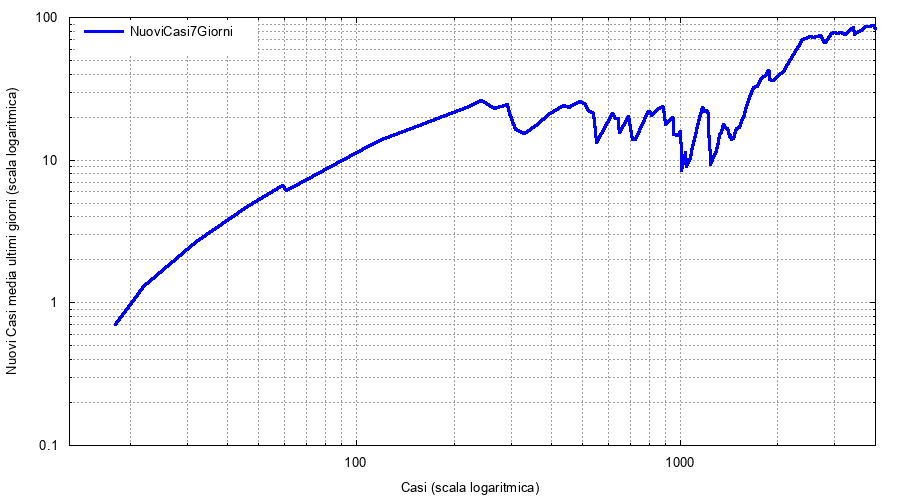 NuoviCasi7Giorni
100
10
1
0.1
Nuovi Casi media ultimi giorni (scala logaritmica)
100
1000
Casi (scala logaritmica)